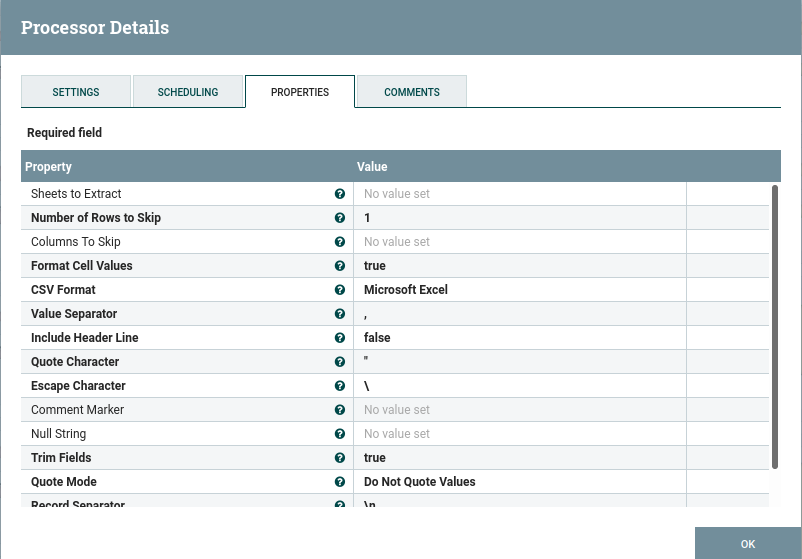 Processor Details
SETTINGS SCHEDULING PROPERTIES COMMENTS
Required field
Property Value
Sheets to Extract ? No value set
Number of Rows to Skip ? 1
Columns To Skip ? No value set
Format Cell Values ? true
CSV Format ? Microsoft Excel
Value Separator ? ,
Include Header Line ? false
Quote Character ? "
Escape Character ? \
Comment Marker ? No value set
Null String ? No value set
Trim Fields ? true
Quote Mode ? Do Not Quote Values
Record Separator ? \n
OK